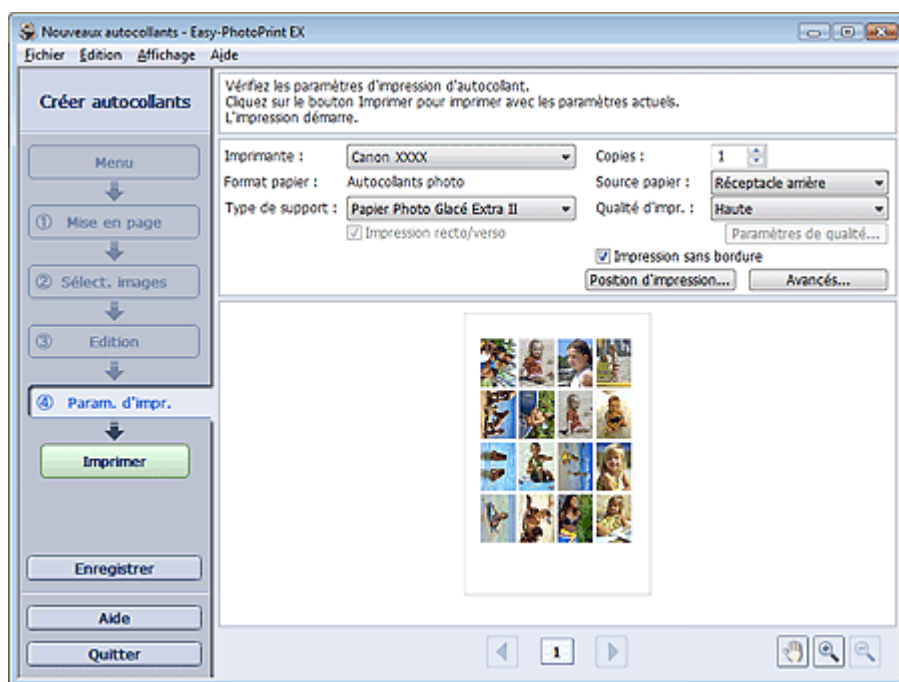 Nouveaux autocollants - Easy-PhotoPrint EX
Fichier Édition Affichage Aide
Créer autocollants
Menu
① Mise en page
② Sélect. images
③ Edition
④ Param. d'impr.
Imprimer
Enregistrer
Aide
Quitter
Vérifiez les paramètres d'impression d'autocollant.
Cliquez sur le bouton Imprimer pour imprimer avec les paramètres actuels.
L'impression démarre.
Imprimante : Canon XXXX Copies : 1
Format papier : Autocollants photo Source papier : Réceptacle arrière
Type de support : Papier Photo Glacé Extra II Qualité d'impr. : Haute
Impression recto/verso Paramètres de qualité...
Impression sans bordure
Position d'impression... Avancés...
1